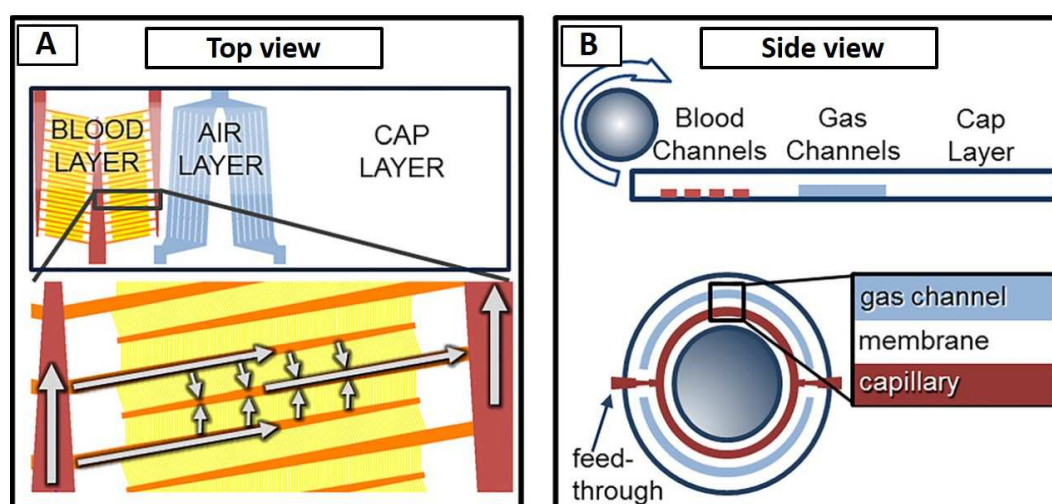 A
Top view
BLOOD
LAYER
AIR
LAYER
CAP
LAYER
B
Side view
Blood
Channels
Gas
Channels
Cap
Layer
gas channel
membrane
capillary
feed-
through